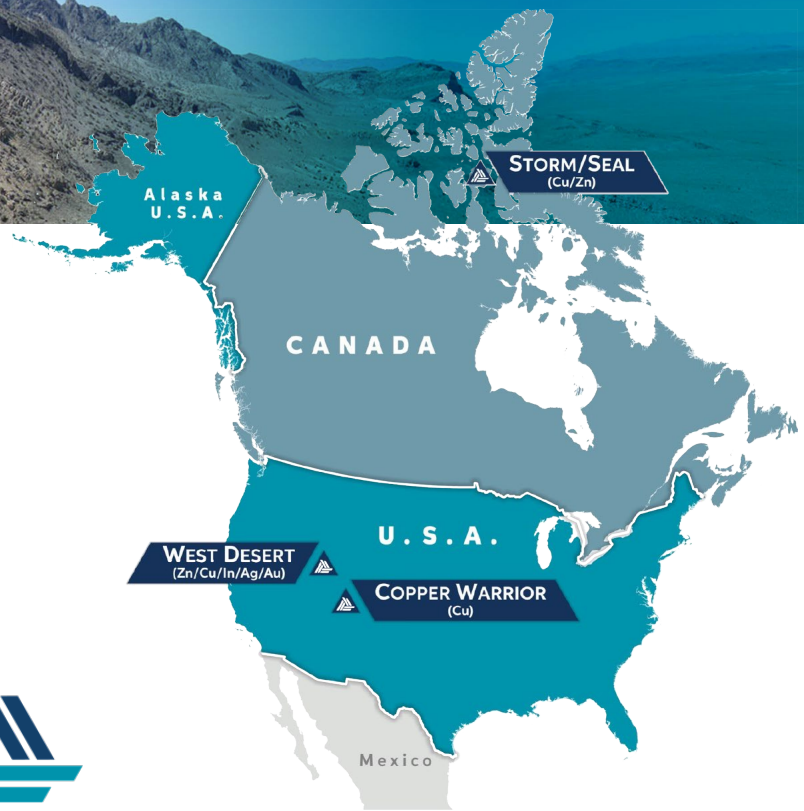 STORM/SEAL
(Cu/Zn)
Alaska
U.S.A.
CANADA
U.S.A.
WEST DESERT
(Zn/Cu/In/Ag/Au)
COPPER WARRIOR
(Cu)
Mexico